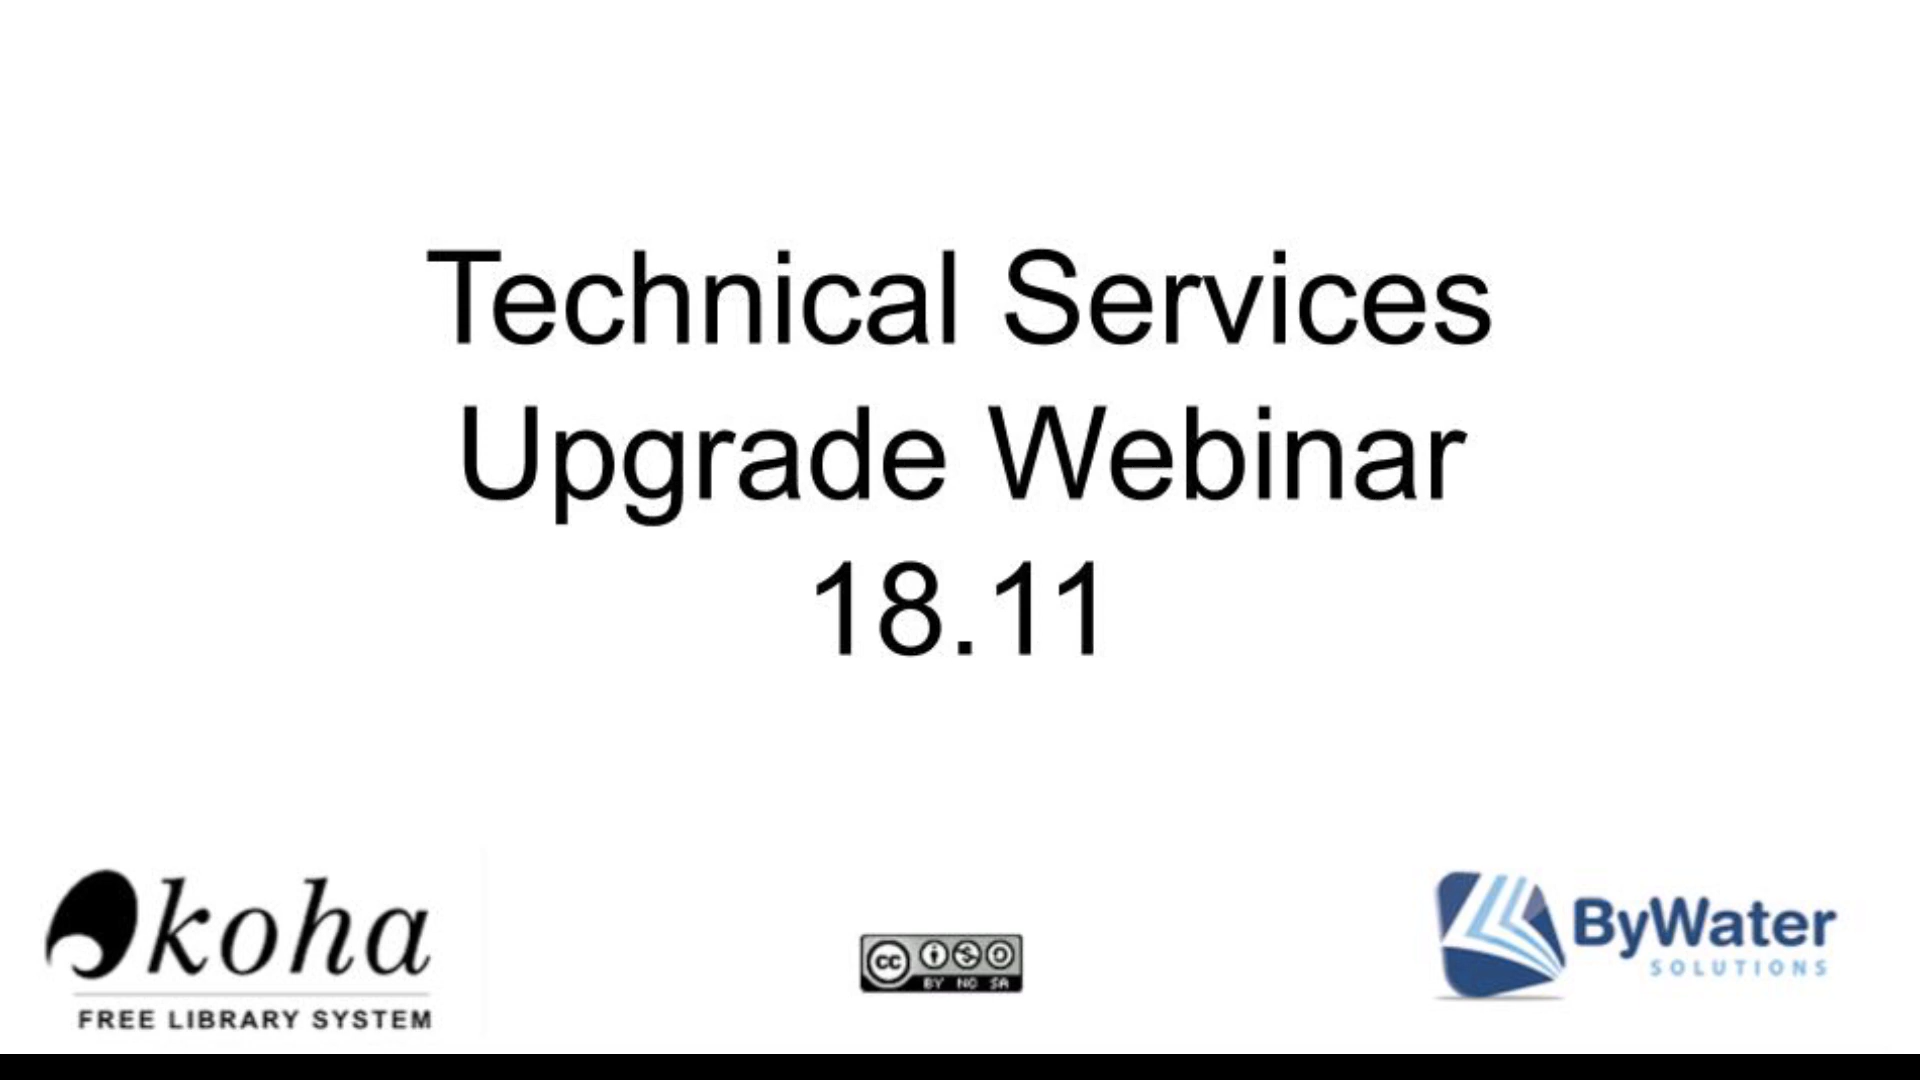 Technical Services
Upgrade Webinar
18.11
koha
FREE LIBRARY SYSTEM
cc
BY NC SA
ByWater
SOLUTIONS